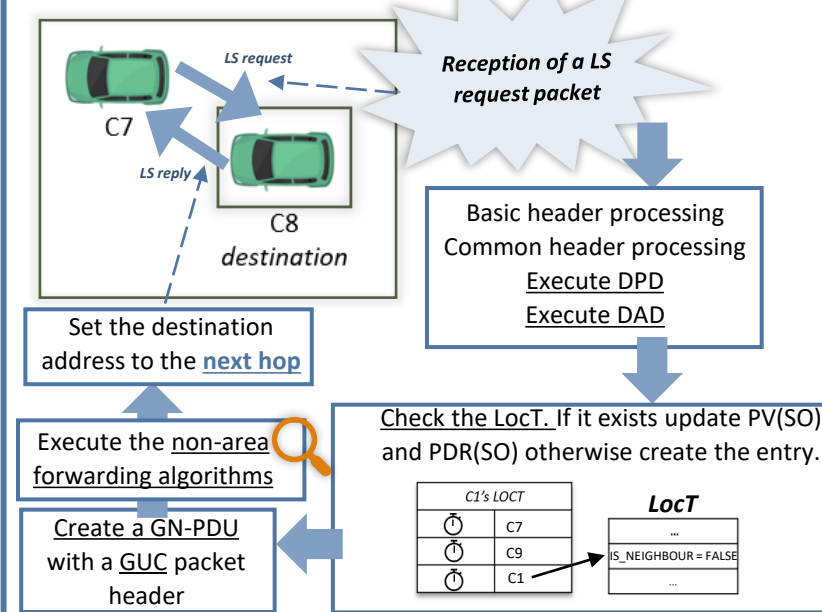 LS request
C7
LS reply
C8
destination
Reception of a LS
request packet
Basic header processing
Common header processing
Execute DPD
Execute DAD
Check the LocT. If it exists update PV(SO)
and PDR(SO) otherwise create the entry.
C1's LOCT
C7
C9
C1
LocT
...
IS_NEIGHBOUR = FALSE
...
Create a GN-PDU
with a GUC packet
header
Execute the non-area
forwarding algorithms
Set the destination
address to the next hop